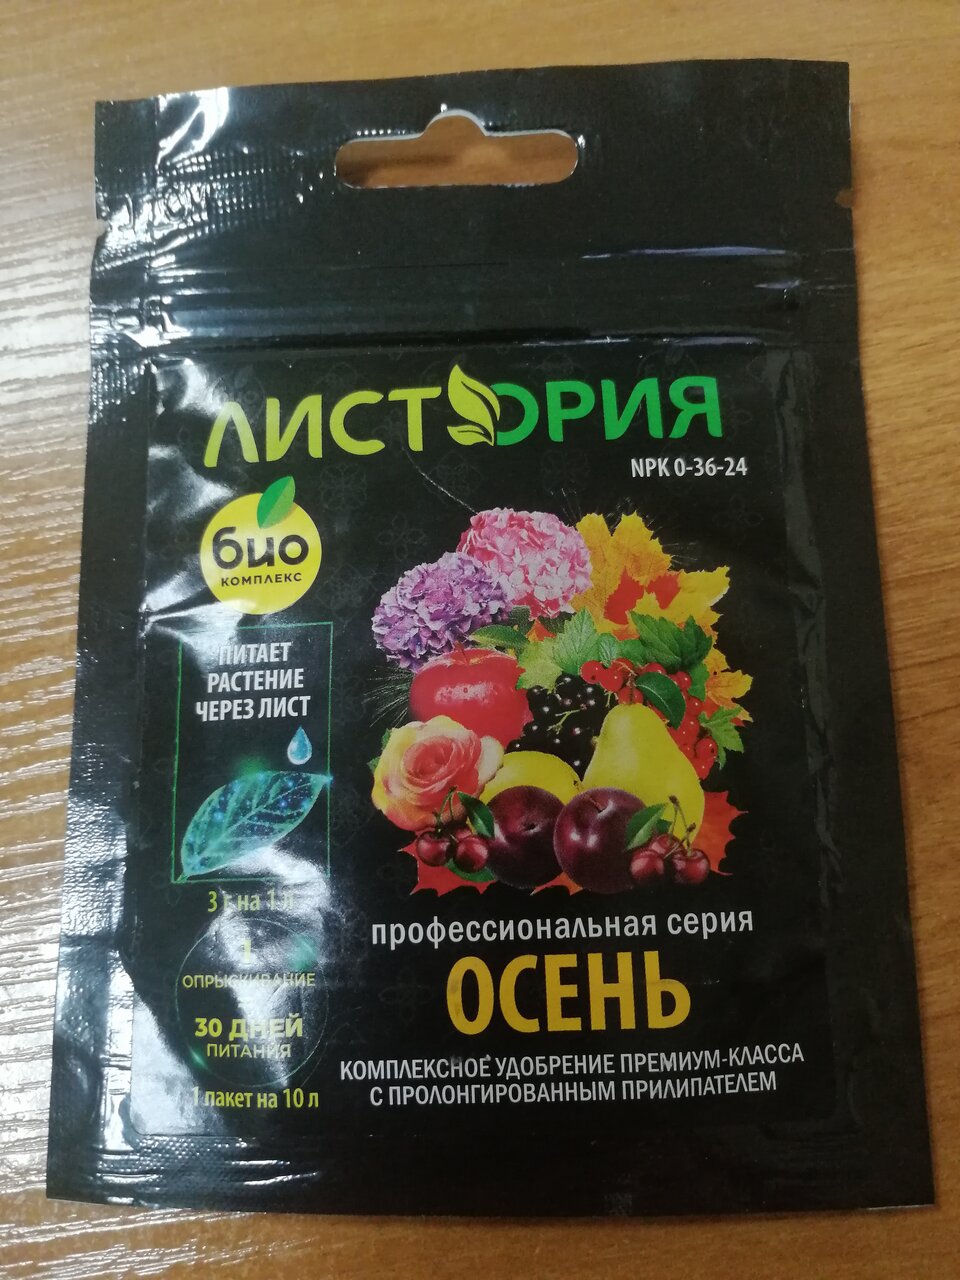 ЛИСТОРИЯ
NPK 0-36-24
био
КОМПЛЕКС
ПИТАЕТ
РАСТЕНИЕ
ЧЕРЕЗ ЛИСТ
3 г на 1 л
1
ОПРЫСКИВАНИЕ
30 ДНЕЙ
ПИТАНИЯ
1 пакет на 10 л
профессиональная серия
ОСЕНЬ
КОМПЛЕКСНОЕ УДОБРЕНИЕ ПРЕМИУМ-КЛАССА
С ПРОЛОНГИРОВАННЫМ ПРИЛИПАТЕЛЕМ